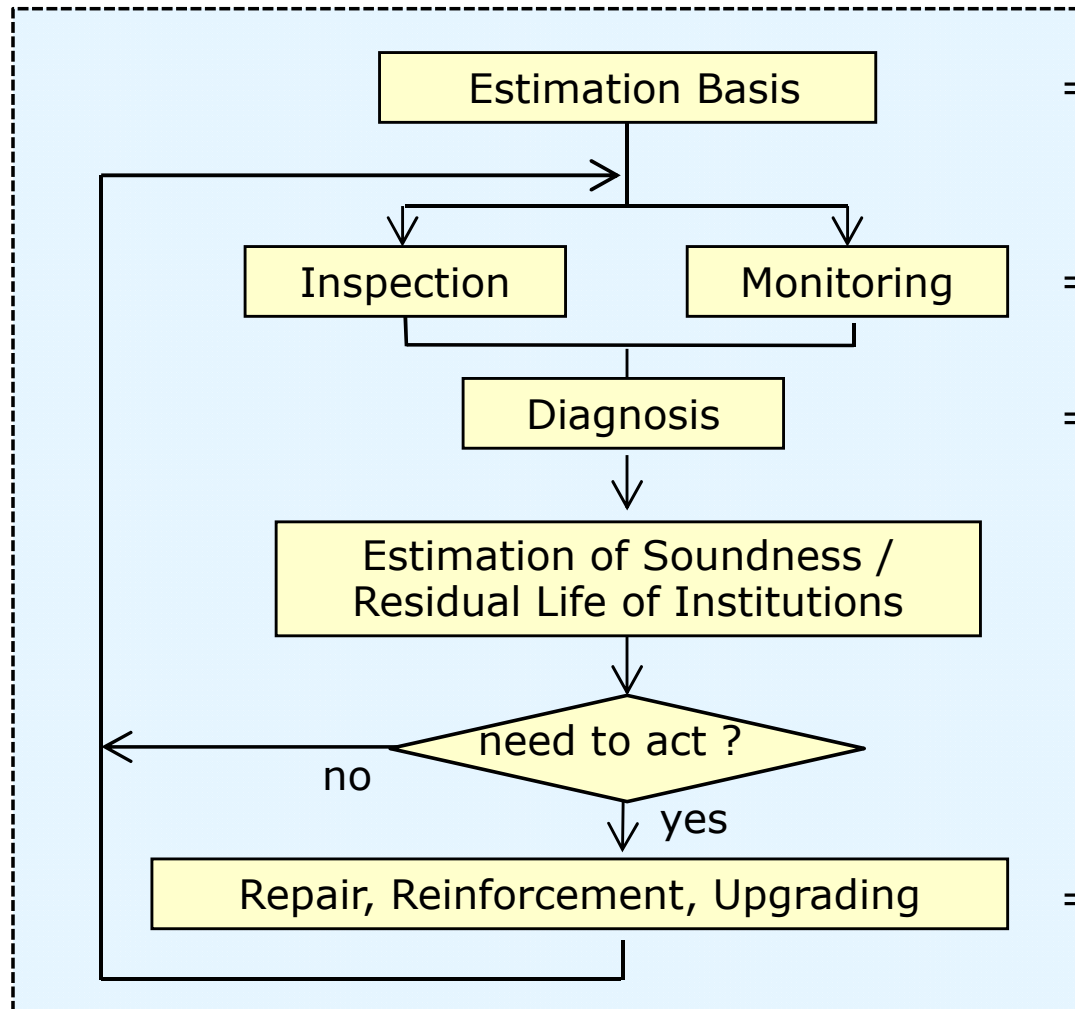 Estimation Basis
Inspection
Monitoring
Diagnosis
Estimation of Soundness /
Residual Life of Institutions
need to act ?
no
yes
Repair, Reinforcement, Upgrading